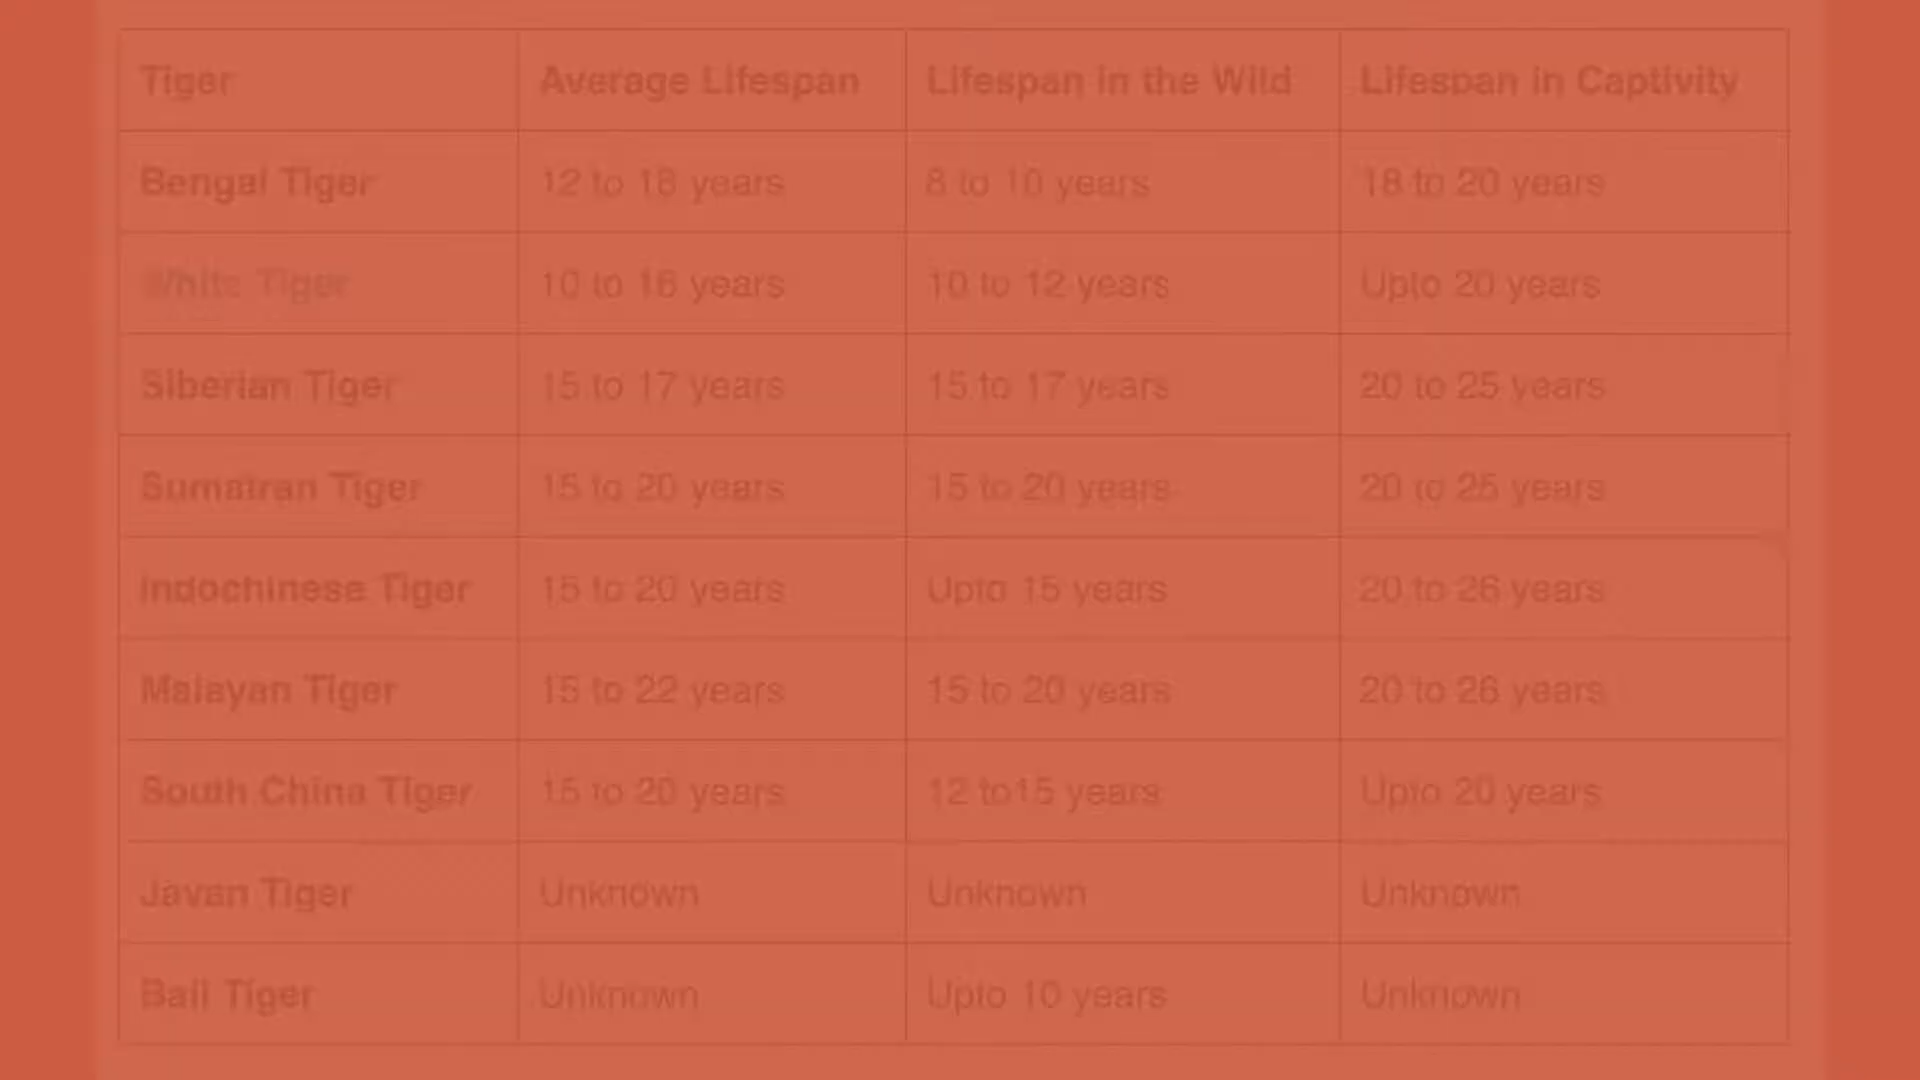 Tiger Average Lifespan Lifespan in the Wild Lifespan in Captivity
Bengal Tiger 12 to 18 years 8 to 10 years 18 to 20 years
White Tiger 10 to 16 years 10 to 12 years Upto 20 years
Siberian Tiger 15 to 17 years 15 to 17 years 20 to 25 years
Sumatran Tiger 15 to 20 years 15 to 20 years 20 to 25 years
Indochinese Tiger 15 to 20 years Upto 15 years 20 to 26 years
Malayan Tiger 15 to 22 years 15 to 20 years 20 to 26 years
South China Tiger 15 to 20 years 12 to15 years Upto 20 years
Javan Tiger Unknown Unknown Unknown
Bali Tiger Unknown Upto 10 years Unknown